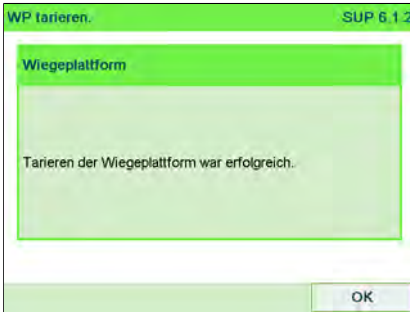 WP tarieren. SUP 6.1.2
Wiegeplattform
Tarieren der Wiegeplattform war erfolgreich.
OK